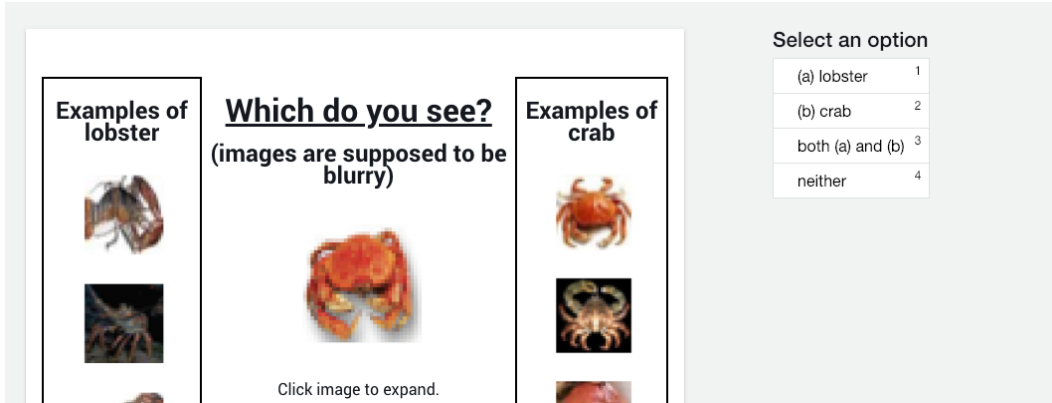 Examples of
lobster
Which do you see?
(images are supposed to be
blurry)
Click image to expand.
Examples of
crab
Select an option
(a) lobster 1
(b) crab 2
both (a) and (b) 3
neither 4